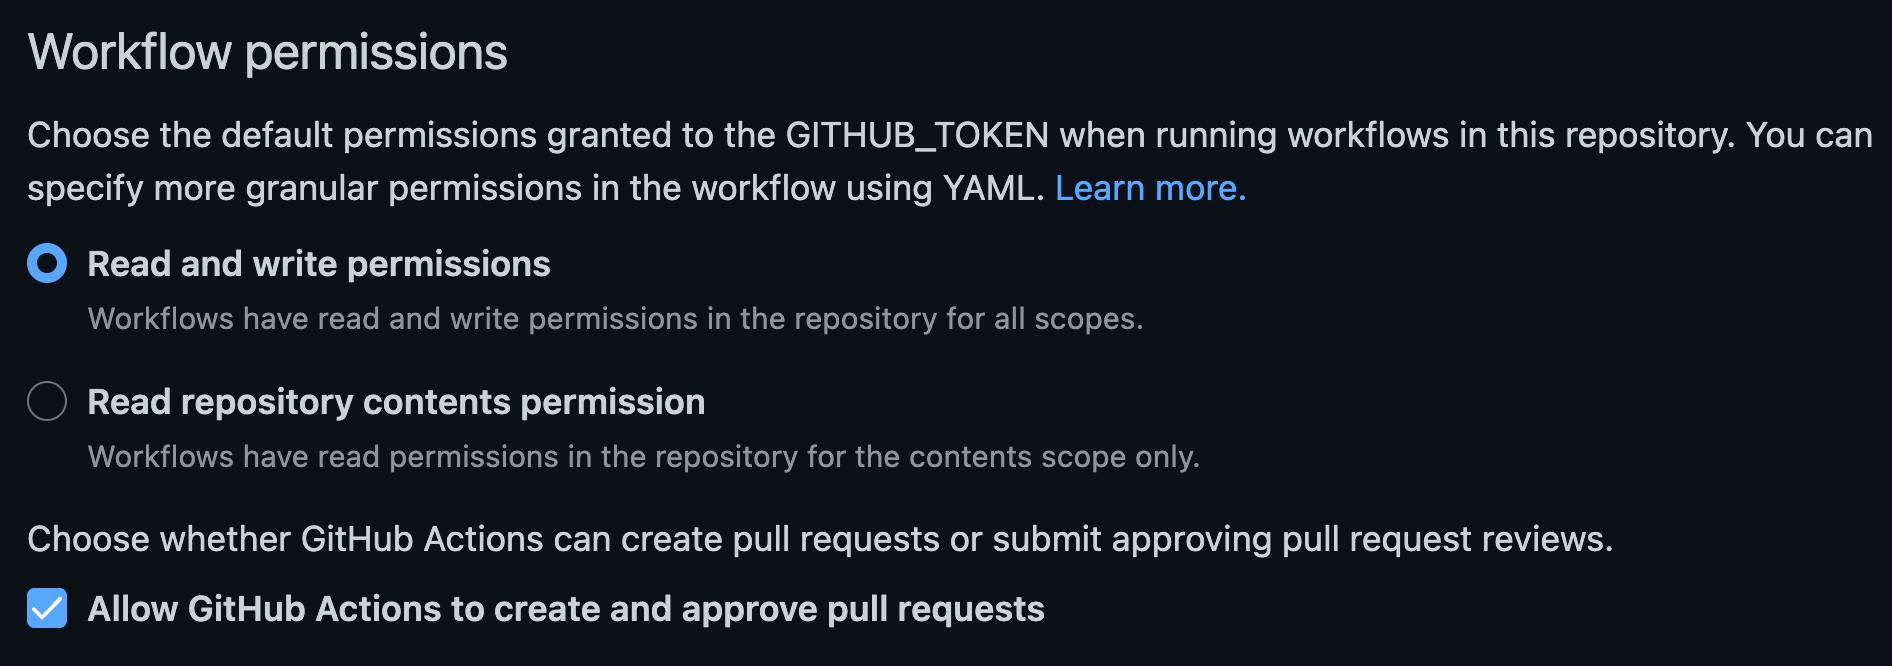 Workflow permissions
Choose the default permissions granted to the GITHUB_TOKEN when running workflows in this repository. You can
specify more granular permissions in the workflow using YAML. Learn more.
Read and write permissions
Workflows have read and write permissions in the repository for all scopes.
Read repository contents permission
Workflows have read permissions in the repository for the contents scope only.
Choose whether GitHub Actions can create pull requests or submit approving pull request reviews.
Allow GitHub Actions to create and approve pull requests